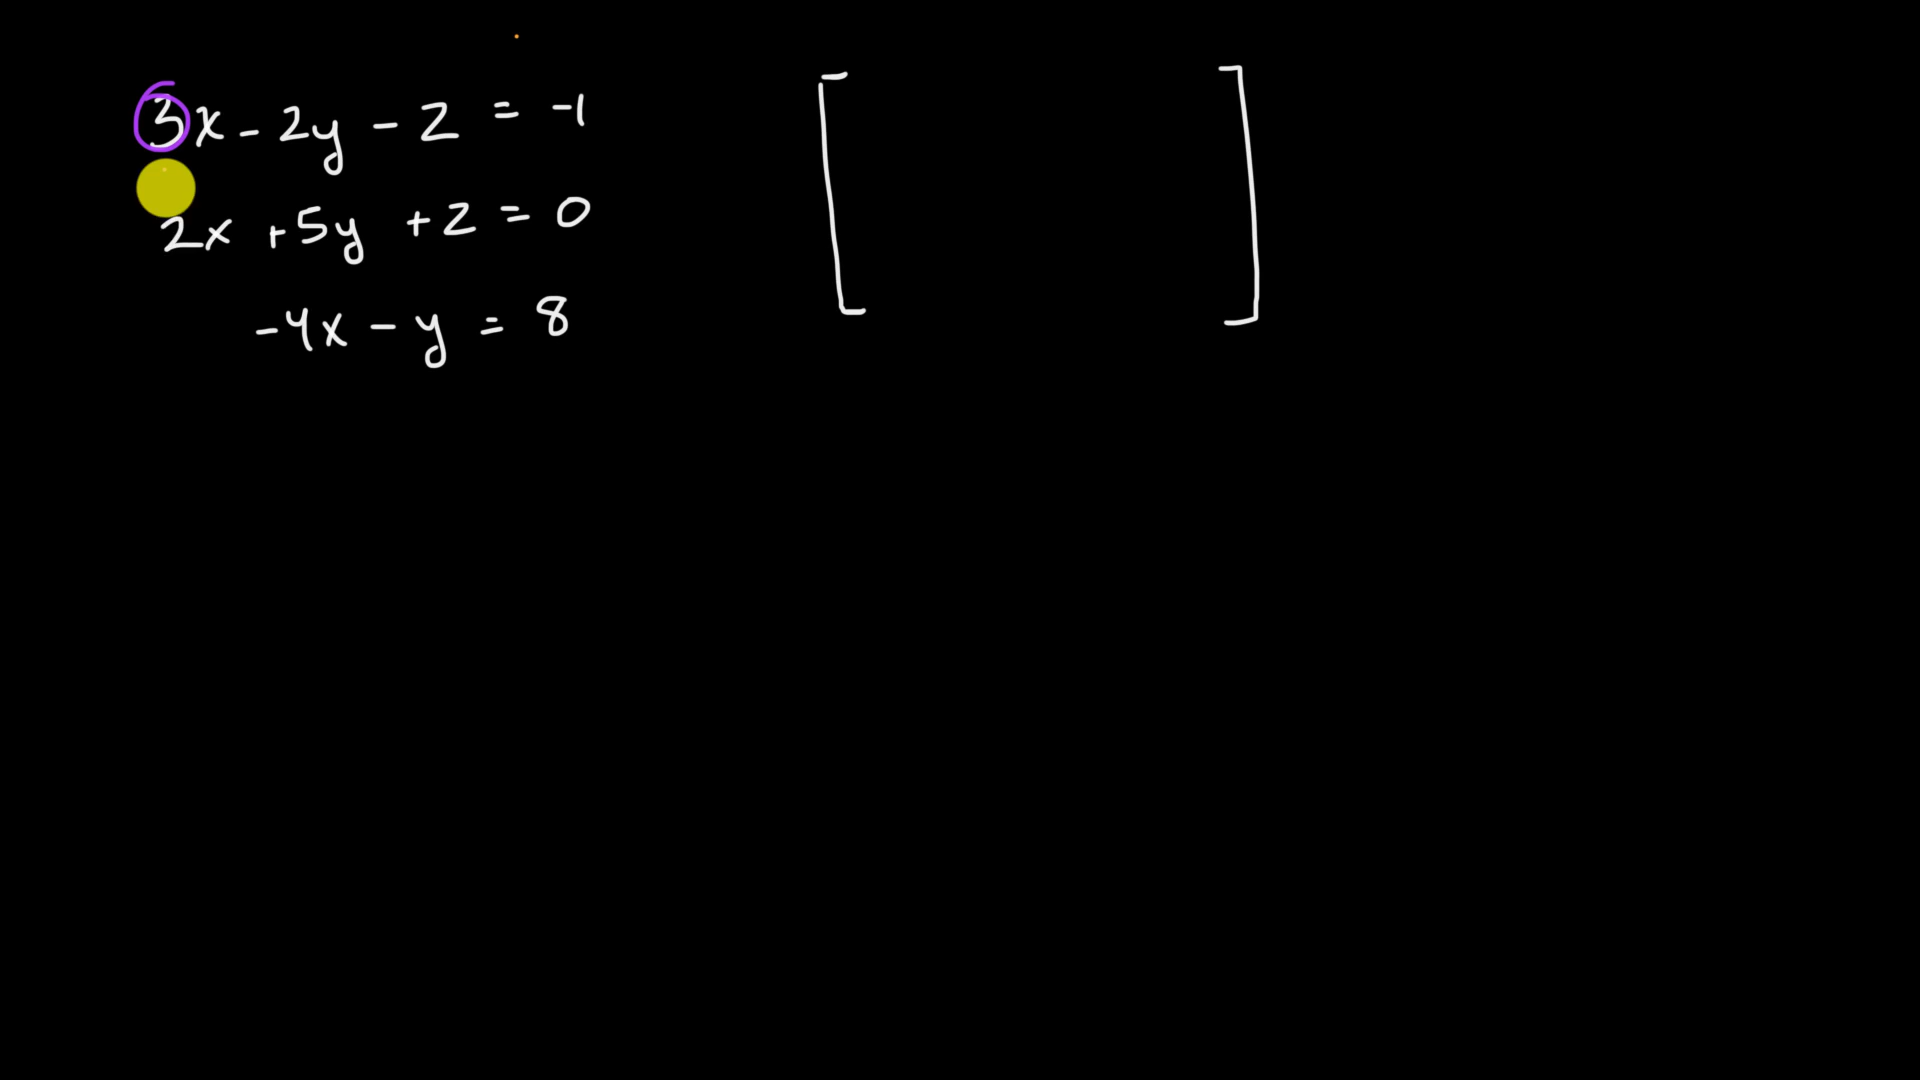 3x - 2y - z = -1
2x + 5y + z = 0
-4x - y = 8